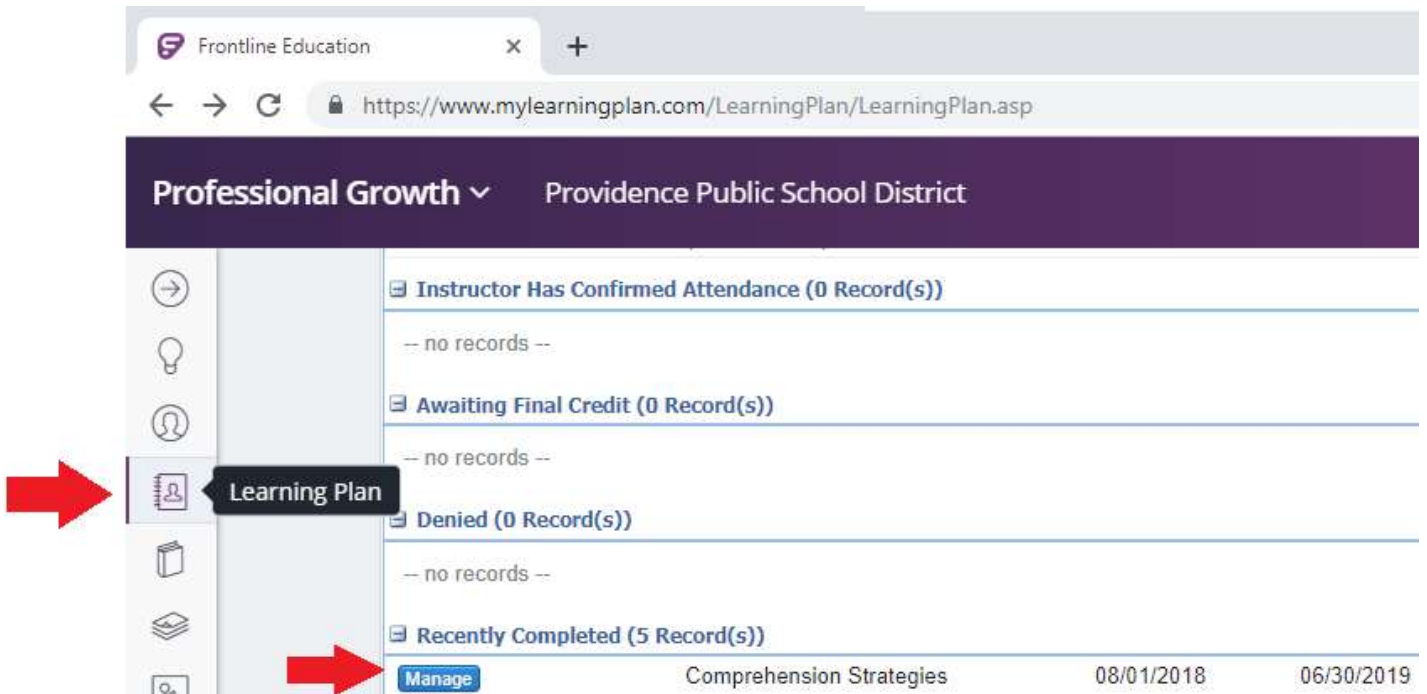 Frontline Education
https://www.mylearningplan.com/LearningPlan/LearningPlan.asp
Professional Growth Providence Public School District
Instructor Has Confirmed Attendance (0 Record(s))
-- no records --
Awaiting Final Credit (0 Record(s))
-- no records --
Learning Plan
Denied (0 Record(s))
-- no records --
Recently Completed (5 Record(s))
Manage Comprehension Strategies 08/01/2018 06/30/2019